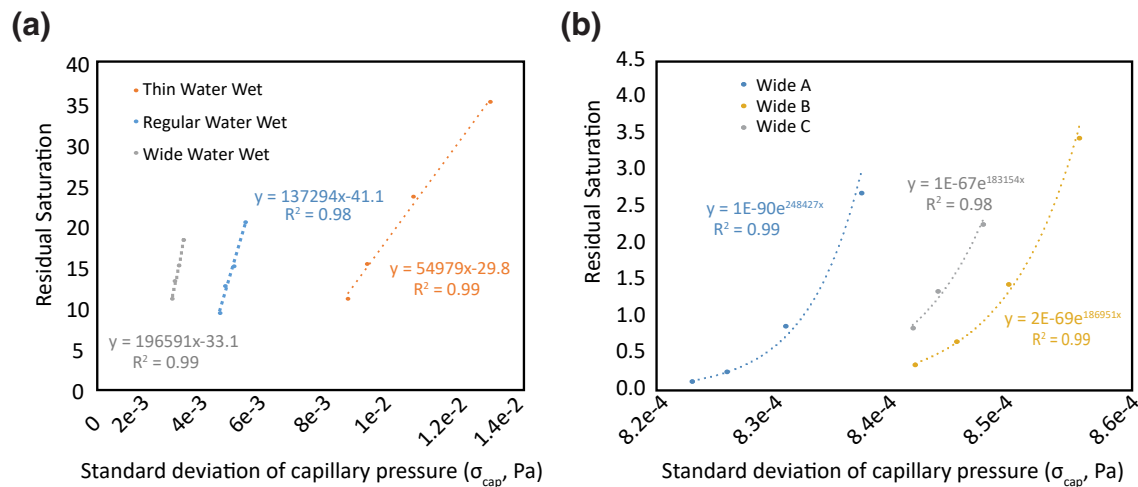 (a)
Residual Saturation
40
35
30
25
20
15
10
5
0
Thin Water Wet
Regular Water Wet
Wide Water Wet
y = 137294x-41.1
R² = 0.98
y = 54979x-29.8
R² = 0.99
y = 196591x-33.1
R² = 0.99
0
2e-3
4e-3
6e-3
8e-3
1e-2
1.2e-2
1.4e-2
Standard deviation of capillary pressure (σcap, Pa)
(b)
Residual Saturation
4.5
4.0
3.5
3.0
2.5
2.0
1.5
1.0
0.5
0.0
Wide A
Wide B
Wide C
y = 1E-90e^248427x
R² = 0.99
y = 1E-67e^183154x
R² = 0.98
y = 2E-69e^186951x
R² = 0.99
8.2e-4
8.3e-4
8.4e-4
8.5e-4
8.6e-4
Standard deviation of capillary pressure (σcap, Pa)